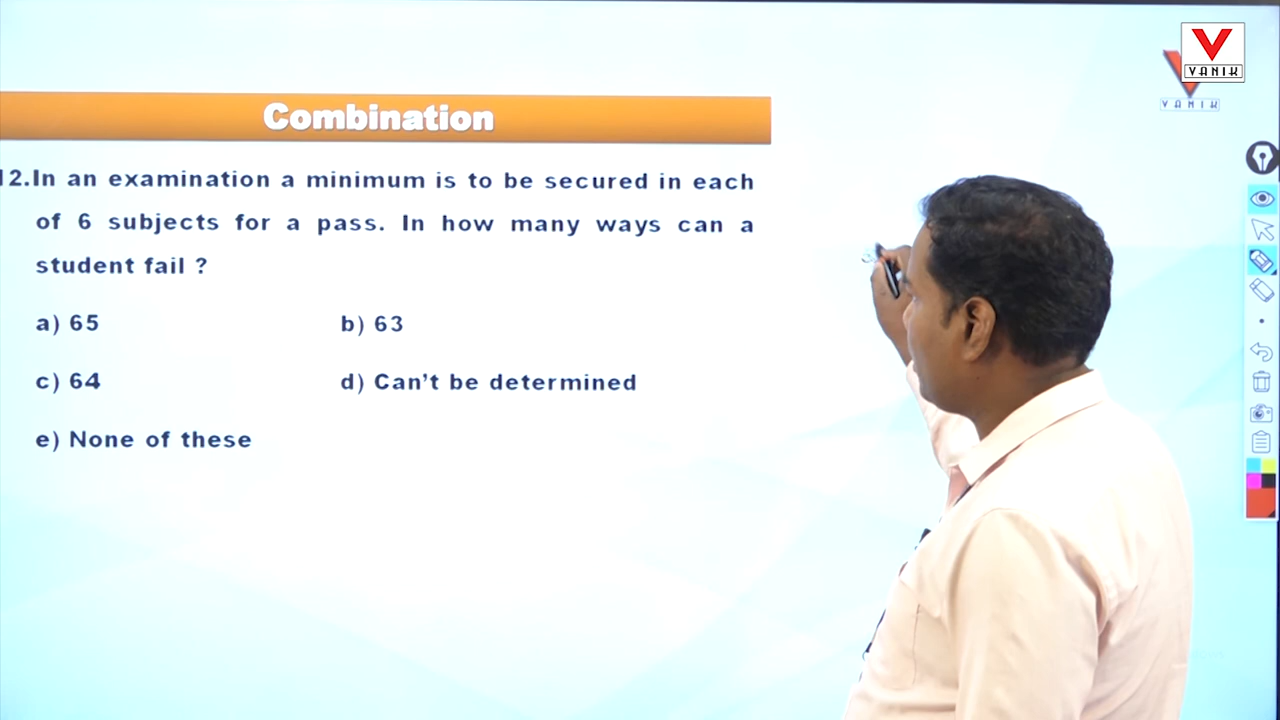 VANIK
VANIK
Combination
12.In an examination a minimum is to be secured in each
of 6 subjects for a pass. In how many ways can a
student fail ?
a) 65
b) 63
c) 64
d) Can't be determined
e) None of these